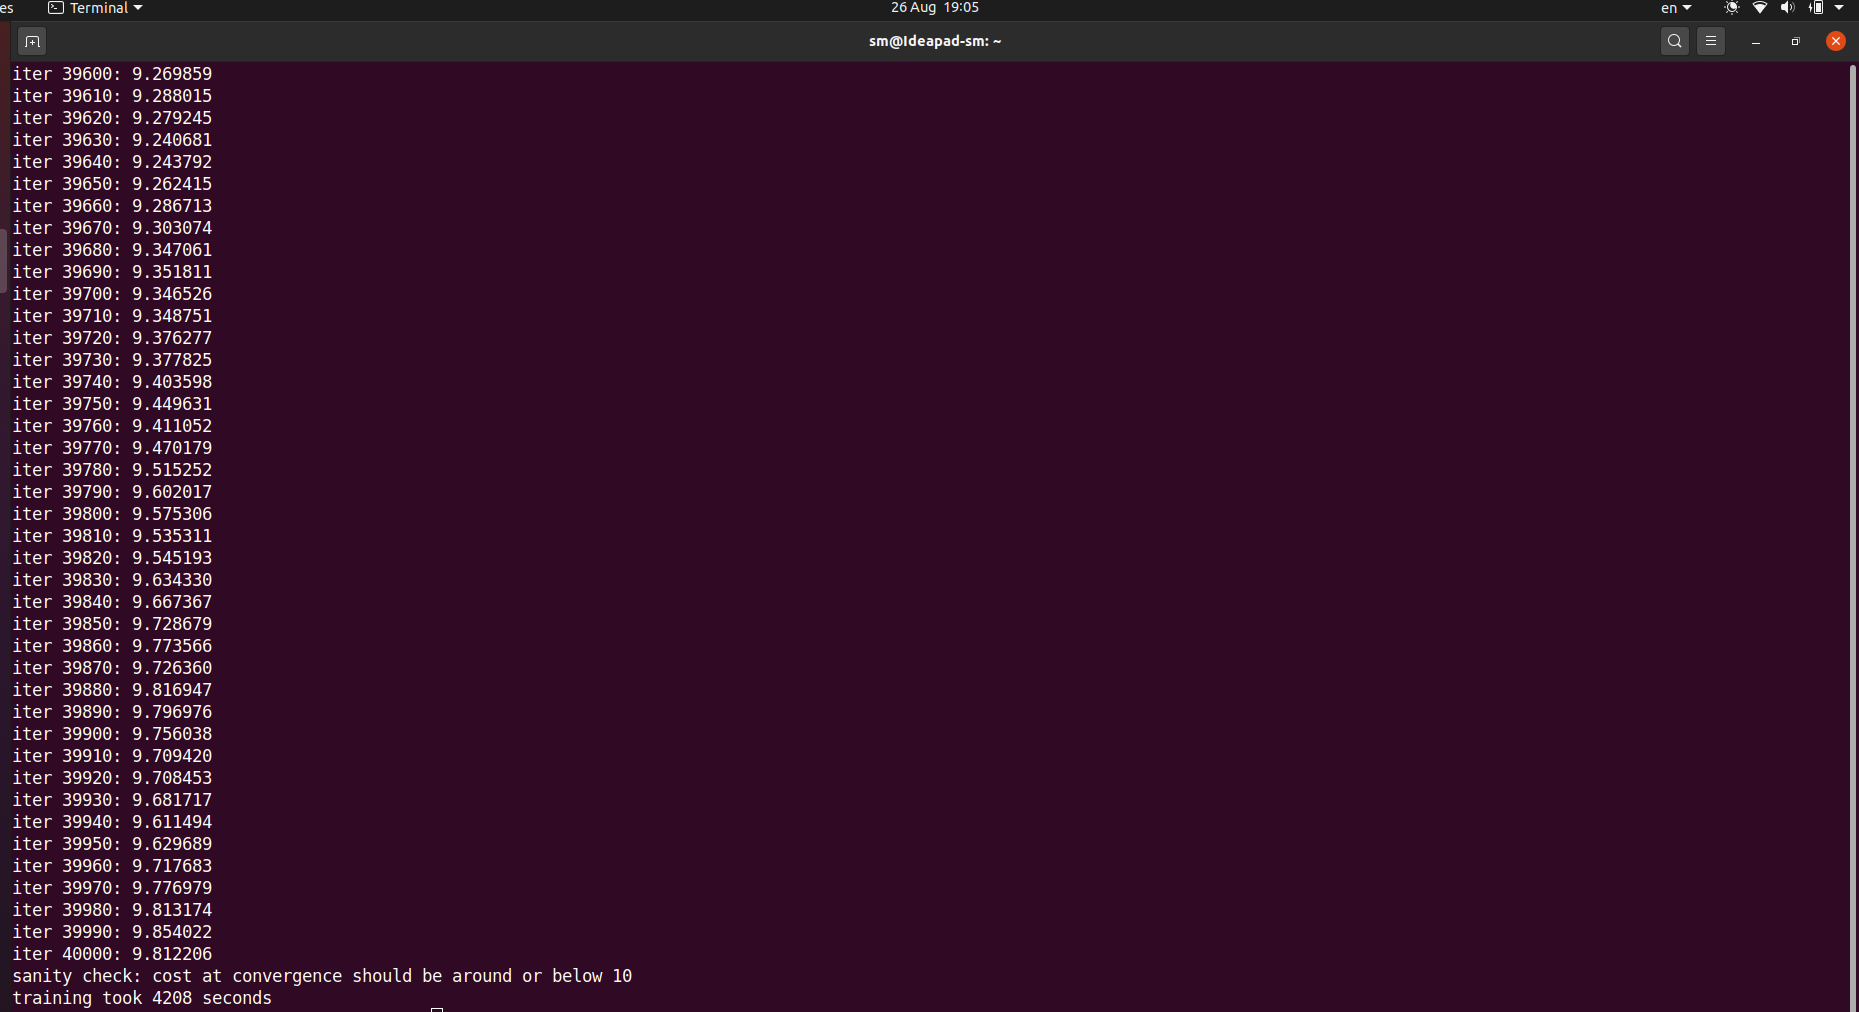 es Terminal 26 Aug 19:05 en
sm@Ideapad-sm: ~
iter 39600: 9.269859
iter 39610: 9.288015
iter 39620: 9.279245
iter 39630: 9.240681
iter 39640: 9.243792
iter 39650: 9.262415
iter 39660: 9.286713
iter 39670: 9.303074
iter 39680: 9.347061
iter 39690: 9.351811
iter 39700: 9.346526
iter 39710: 9.348751
iter 39720: 9.376277
iter 39730: 9.377825
iter 39740: 9.403598
iter 39750: 9.449631
iter 39760: 9.411052
iter 39770: 9.470179
iter 39780: 9.515252
iter 39790: 9.602017
iter 39800: 9.575306
iter 39810: 9.535311
iter 39820: 9.545193
iter 39830: 9.634330
iter 39840: 9.667367
iter 39850: 9.728679
iter 39860: 9.773566
iter 39870: 9.726360
iter 39880: 9.816947
iter 39890: 9.796976
iter 39900: 9.756038
iter 39910: 9.709420
iter 39920: 9.708453
iter 39930: 9.681717
iter 39940: 9.611494
iter 39950: 9.629689
iter 39960: 9.717683
iter 39970: 9.776979
iter 39980: 9.813174
iter 39990: 9.854022
iter 40000: 9.812206
sanity check: cost at convergence should be around or below 10
training took 4208 seconds